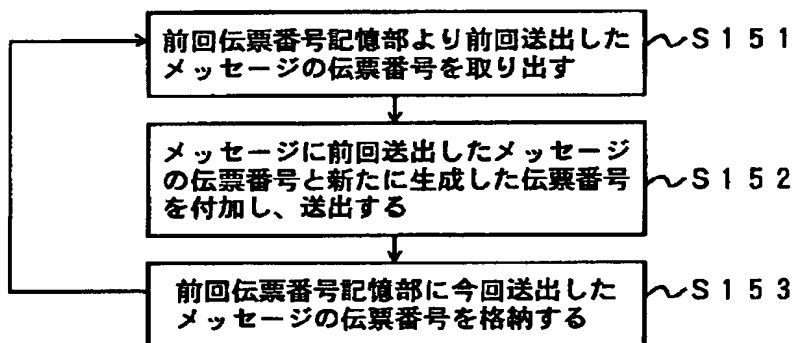 前回伝票番号記憶部より前回送出した
メッセージの伝票番号を取り出す
S151
メッセージに前回送出したメッセージ
の伝票番号と新たに生成した伝票番号
を付加し、送出する
S152
前回伝票番号記憶部に今回送出した
メッセージの伝票番号を格納する
S153